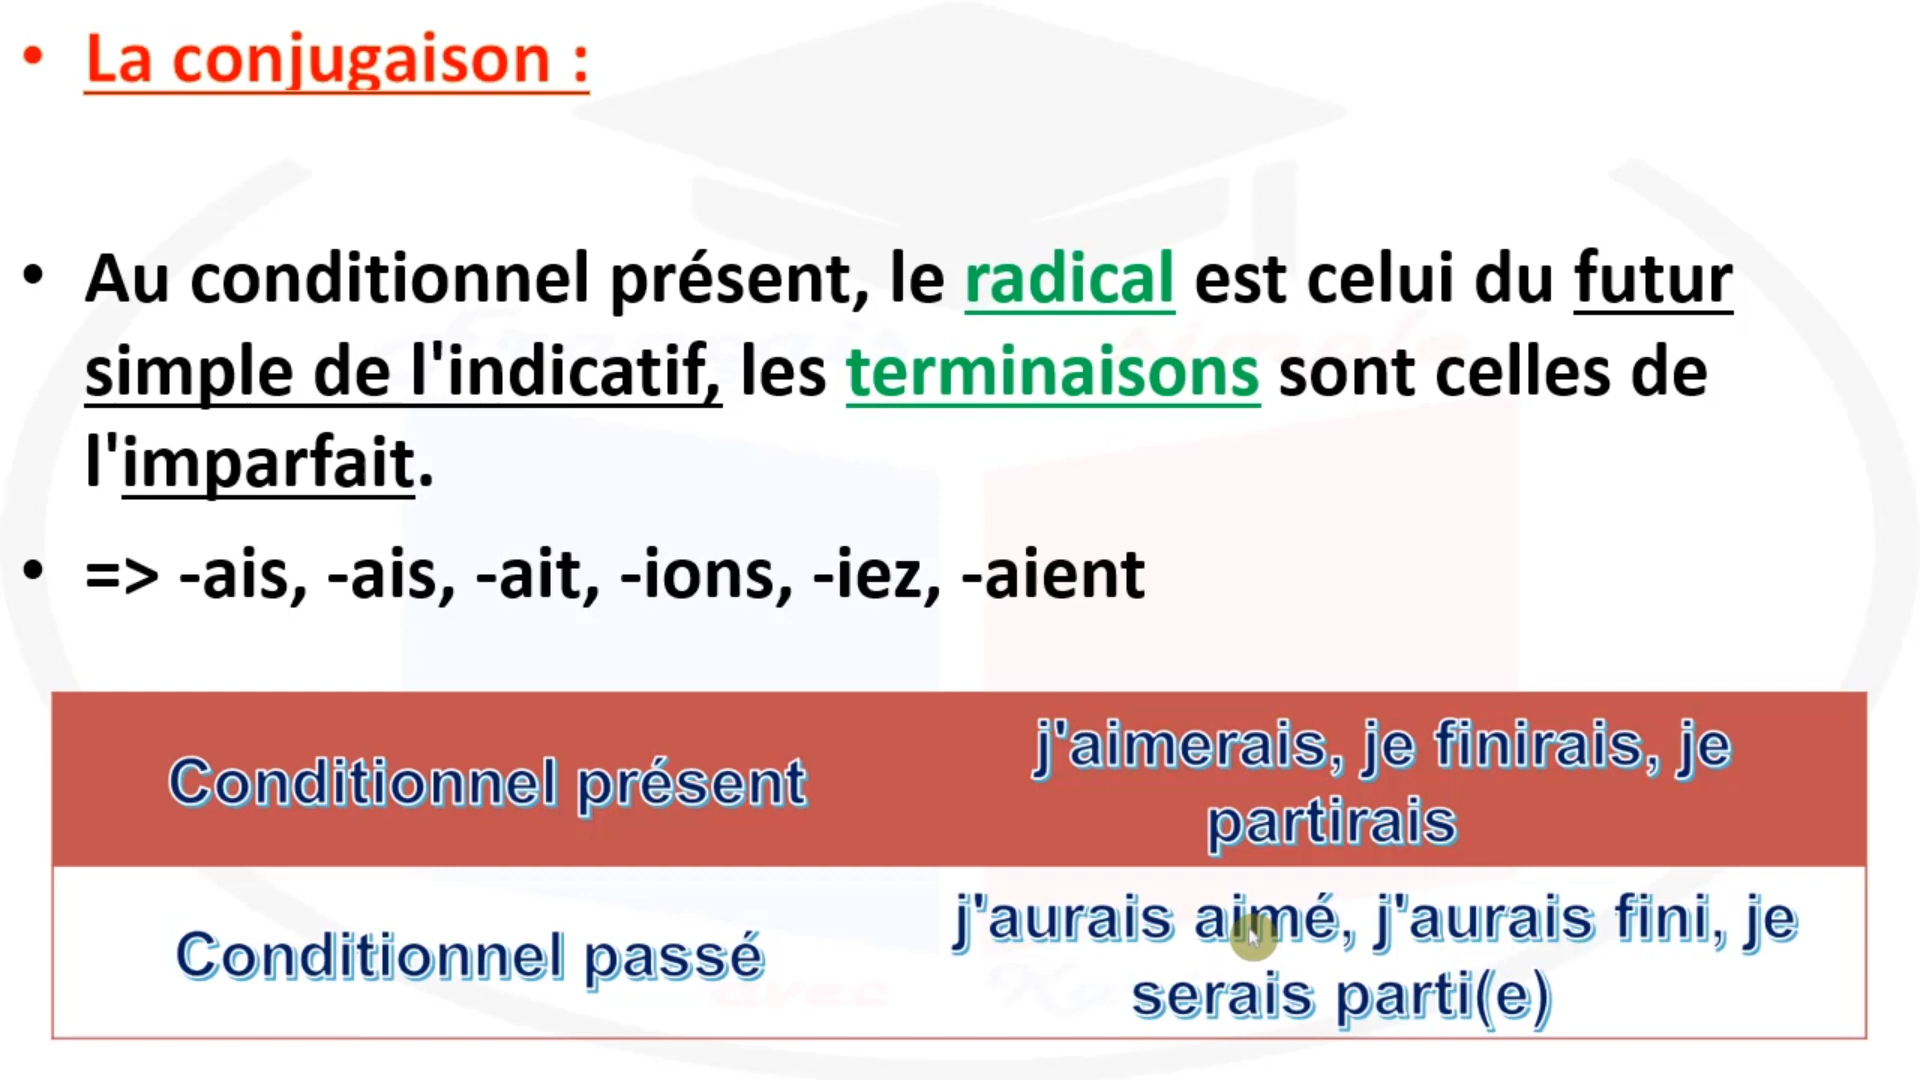 • La conjugaison :
• Au conditionnel présent, le radical est celui du futur
simple de l'indicatif, les terminaisons sont celles de
l'imparfait.
• => -ais, -ais, -ait, -ions, -iez, -aient
Conditionnel présent
j'aimerais, je finirais, je
partirais
Conditionnel passé
j'aurais aimé, j'aurais fini, je
serais parti(e)
avec